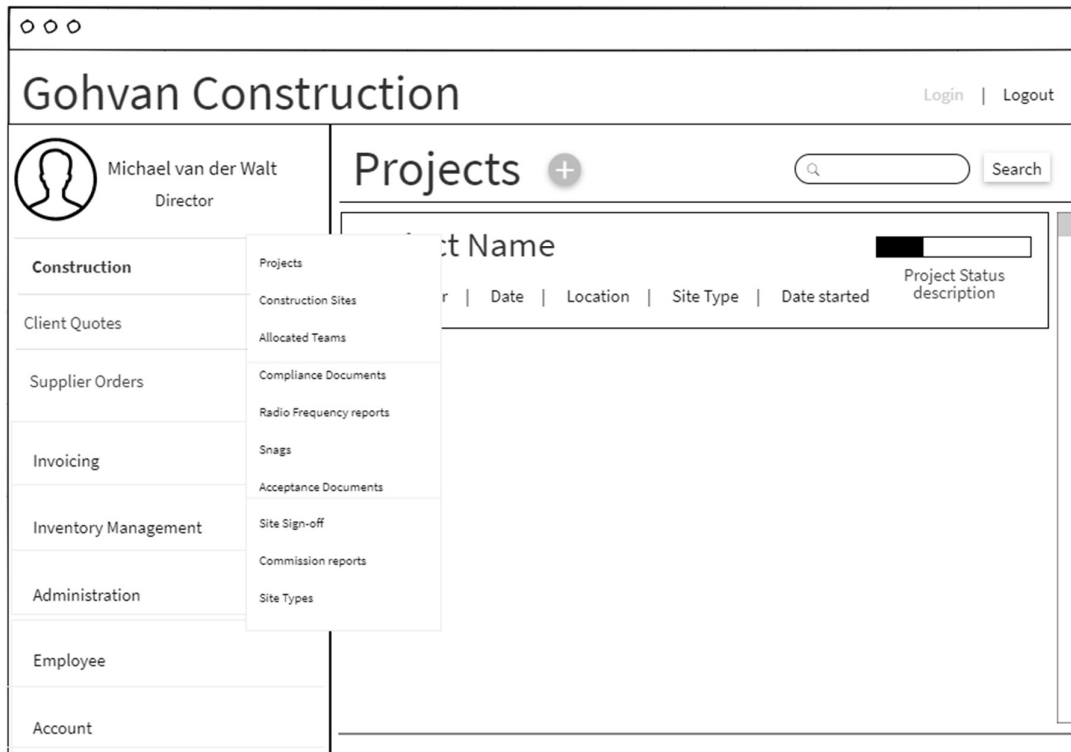 Gohvan Construction
Login | Logout
Michael van der Walt
Director
Construction
Client Quotes
Supplier Orders
Invoicing
Inventory Management
Administration
Employee
Account
Projects
Construction Sites
Allocated Teams
Compliance Documents
Radio Frequency reports
Snags
Acceptance Documents
Site Sign-off
Commission reports
Site Types
Projects +
Search
ct Name
r | Date | Location | Site Type | Date started
Project Status
description